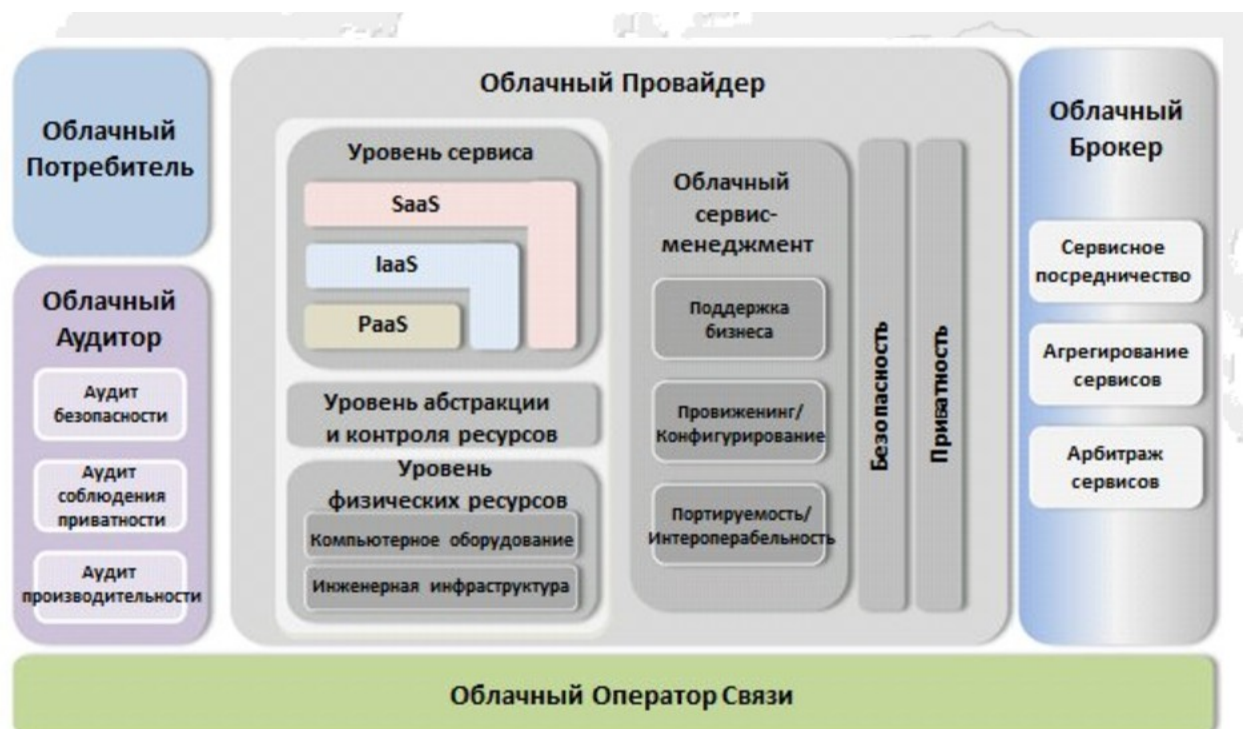 Облачный
Потребитель
Облачный
Аудитор
Аудит
безопасности
Аудит
соблюдения
приватности
Аудит
производительности
Облачный Провайдер
Уровень сервиса
SaaS
IaaS
PaaS
Уровень абстракции
и контроля ресурсов
Уровень
физических ресурсов
Компьютерное оборудование
Инженерная инфраструктура
Облачный
сервис-
менеджмент
Поддержка
бизнеса
Провиженинг/
Конфигурирование
Портируемость/
Интероперабельность
Безопасность
Приватность
Облачный
Брокер
Сервисное
посредничество
Агрегирование
сервисов
Арбитраж
сервисов
Облачный Оператор Связи